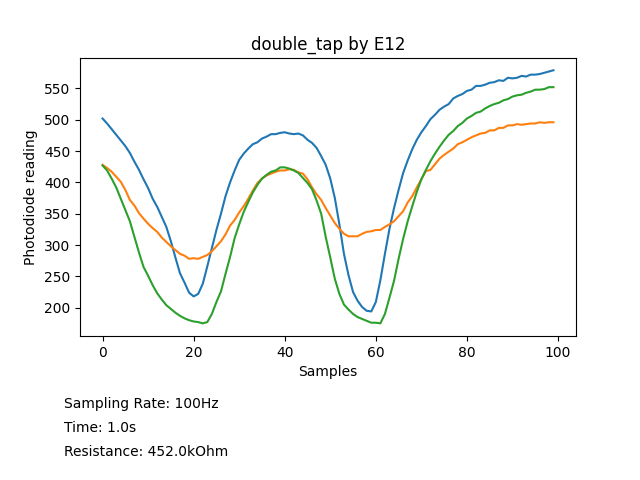 double_tap by E12
Photodiode reading
550
500
450
400
350
300
250
200
0 20 40 60 80 100
Samples
Sampling Rate: 100Hz
Time: 1.0s
Resistance: 452.0kOhm